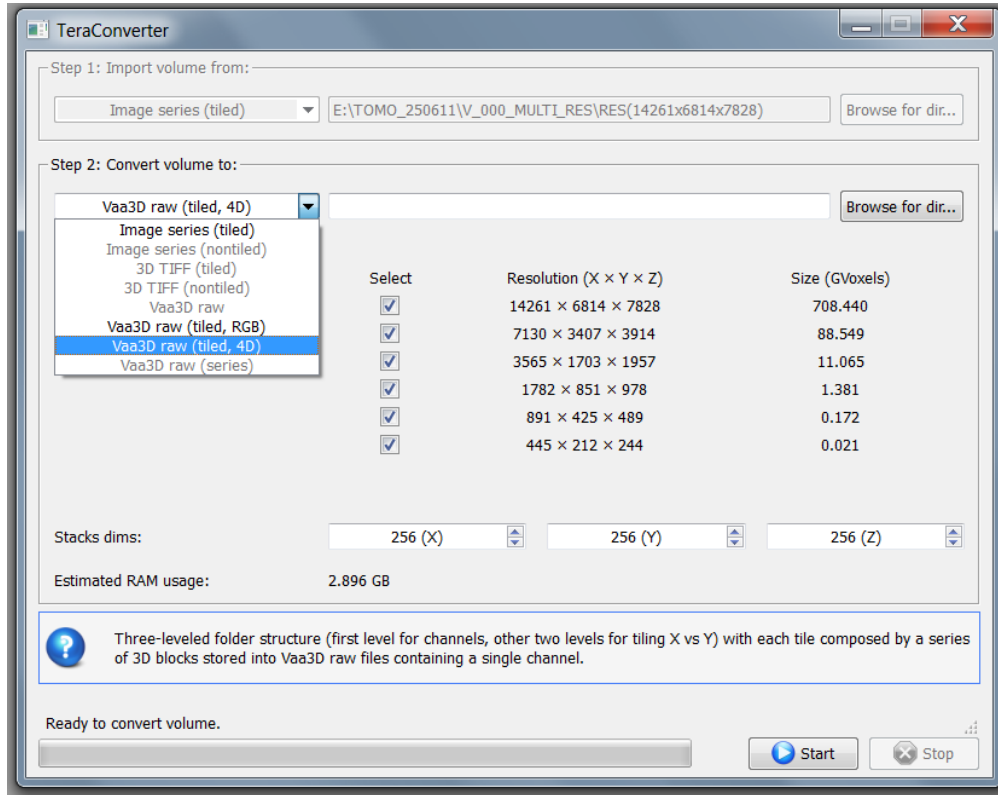 TeraConverter
Step 1: Import volume from:
Image series (tiled) E:\TOMO_250611\V_000_MULTI_RES\RES(14261x6814x7828) Browse for dir...
Step 2: Convert volume to:
Vaa3D raw (tiled, 4D) Browse for dir...
Image series (tiled)
Image series (nontiled)
3D TIFF (tiled)
3D TIFF (nontiled)
Vaa3D raw
Vaa3D raw (tiled, RGB)
Vaa3D raw (tiled, 4D)
Vaa3D raw (series)
Select Resolution (X × Y × Z) Size (GVoxels)
14261 × 6814 × 7828 708.440
7130 × 3407 × 3914 88.549
3565 × 1703 × 1957 11.065
1782 × 851 × 978 1.381
891 × 425 × 489 0.172
445 × 212 × 244 0.021
Stacks dims: 256 (X) 256 (Y) 256 (Z)
Estimated RAM usage: 2.896 GB
Three-leveled folder structure (first level for channels, other two levels for tiling X vs Y) with each tile composed by a series
of 3D blocks stored into Vaa3D raw files containing a single channel.
Ready to convert volume.
Start Stop